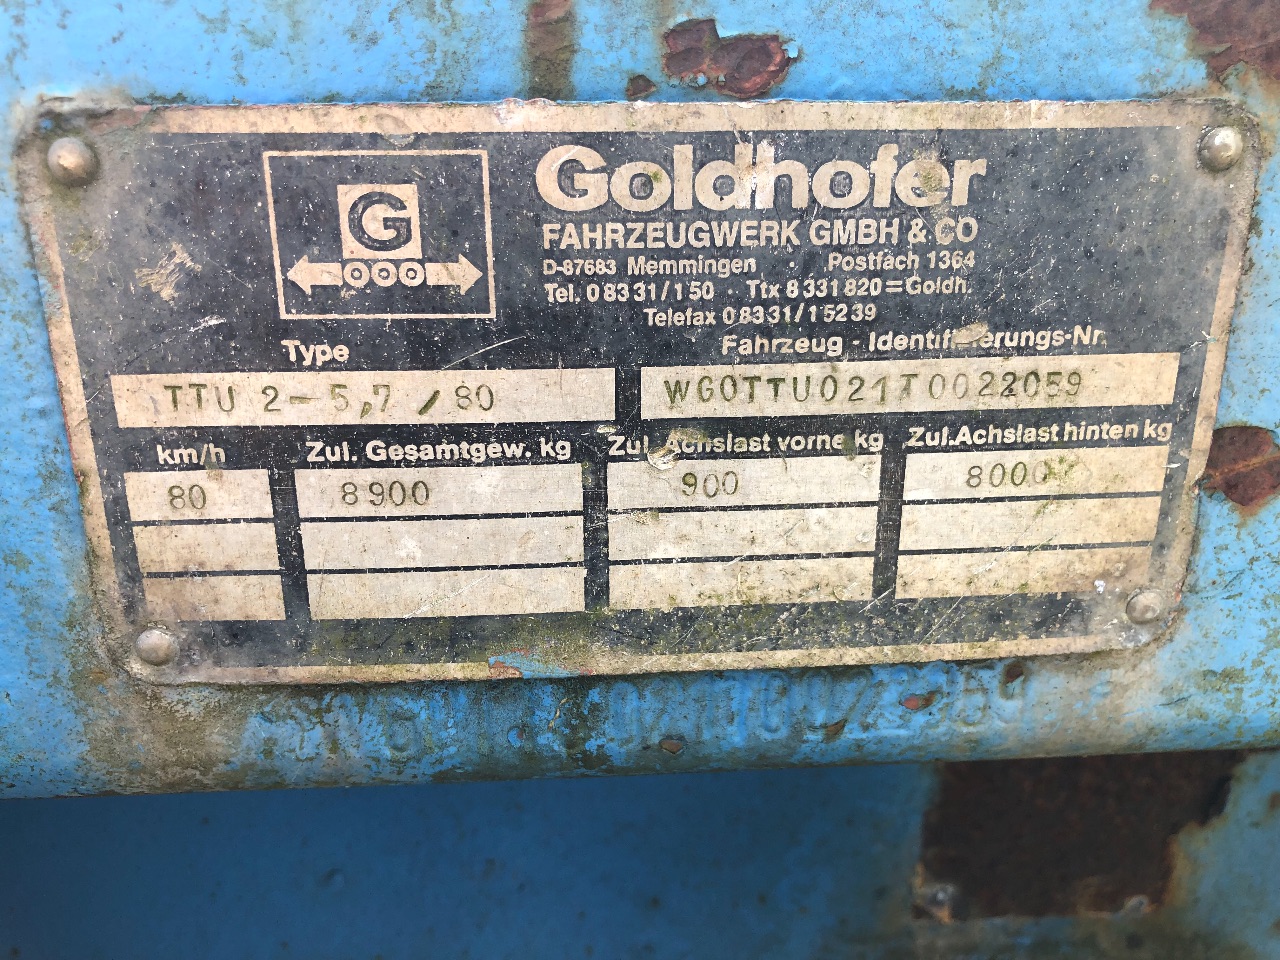 G
Goldhofer
FAHRZEUGWERK GMBH & CO
D-87683 Memmingen · Postfach 1364
Tel. 0 83 31/1 50 · Ttx 8 331 820=Goldh.
Telefax 0 83 31/1 52 39
Type Fahrzeug - Identifizierungs-Nr.
TTU 2-5,7 /80 WG0TTU021T0022059
km/h Zul. Gesamtgew. kg Zul. Achslast vorne kg Zul.Achslast hinten kg
80 8900 900 8000